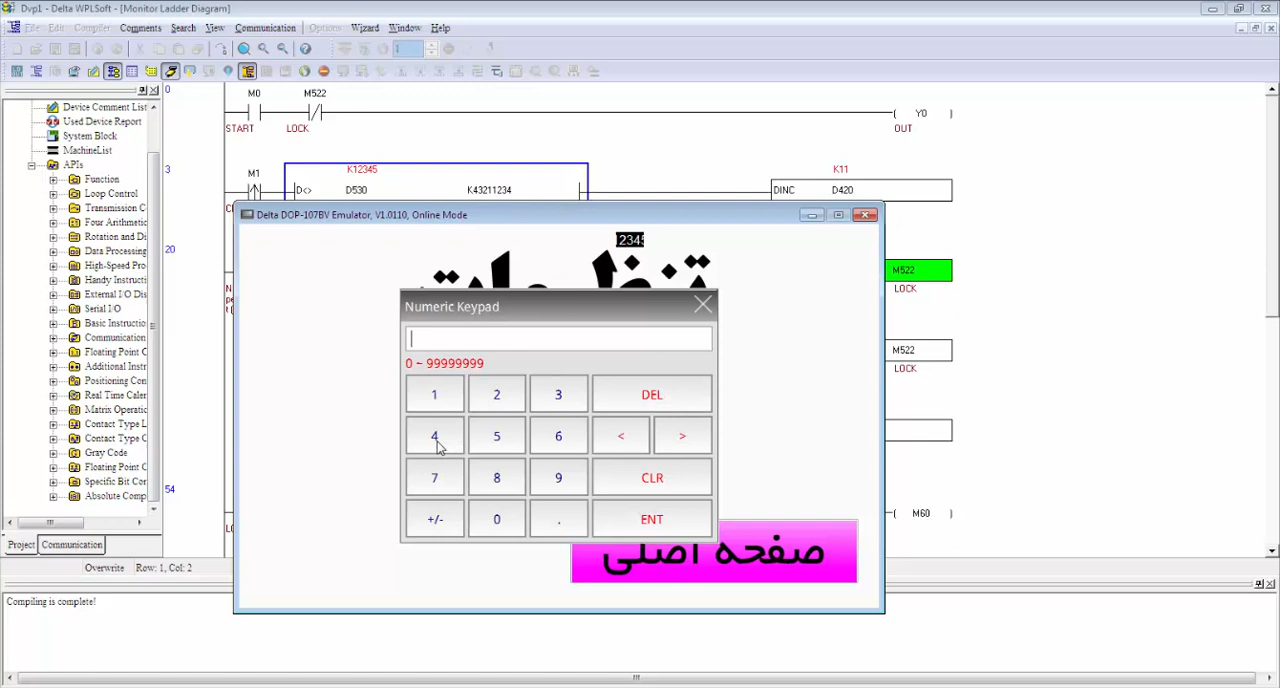 Dvp1 - Delta WPLSoft - [Monitor Ladder Diagram]
File Edit Compiler Comments Search View Communication Options Wizard Window Help
1
Device Comment List
Used Device Report
System Block
MachineList
APIs
Function
Loop Control
Transmission C
Four Arithmetic
Rotation and Di
Data Processing
High-Speed Pro
Handy Instructi
External I/O Dis
Serial I/O
Basic Instructio
Communication
Floating Point C
Additional Instr
Positioning Con
Real Time Caler
Matrix Operatio
Contact Type L
Contact Type C
Gray Code
Floating Point C
Specific Bit Cor
Absolute Comp
Project Communication
0
M0 M522
Y0
START LOCK OUT
3
K12345 K11
M1
D<> D530 K43211234 DINC D420
20
M522
LOCK
M522
LOCK
54
M60
Delta DOP-107BV Emulator, V1.0110, Online Mode
12345
تنظیمات
Numeric Keypad
0 ~ 99999999
1 2 3 DEL
4 5 6 < >
7 8 9 CLR
+/- 0 . ENT
صفحه اصلی
Overwrite Row: 1, Col: 2
Compiling is complete!